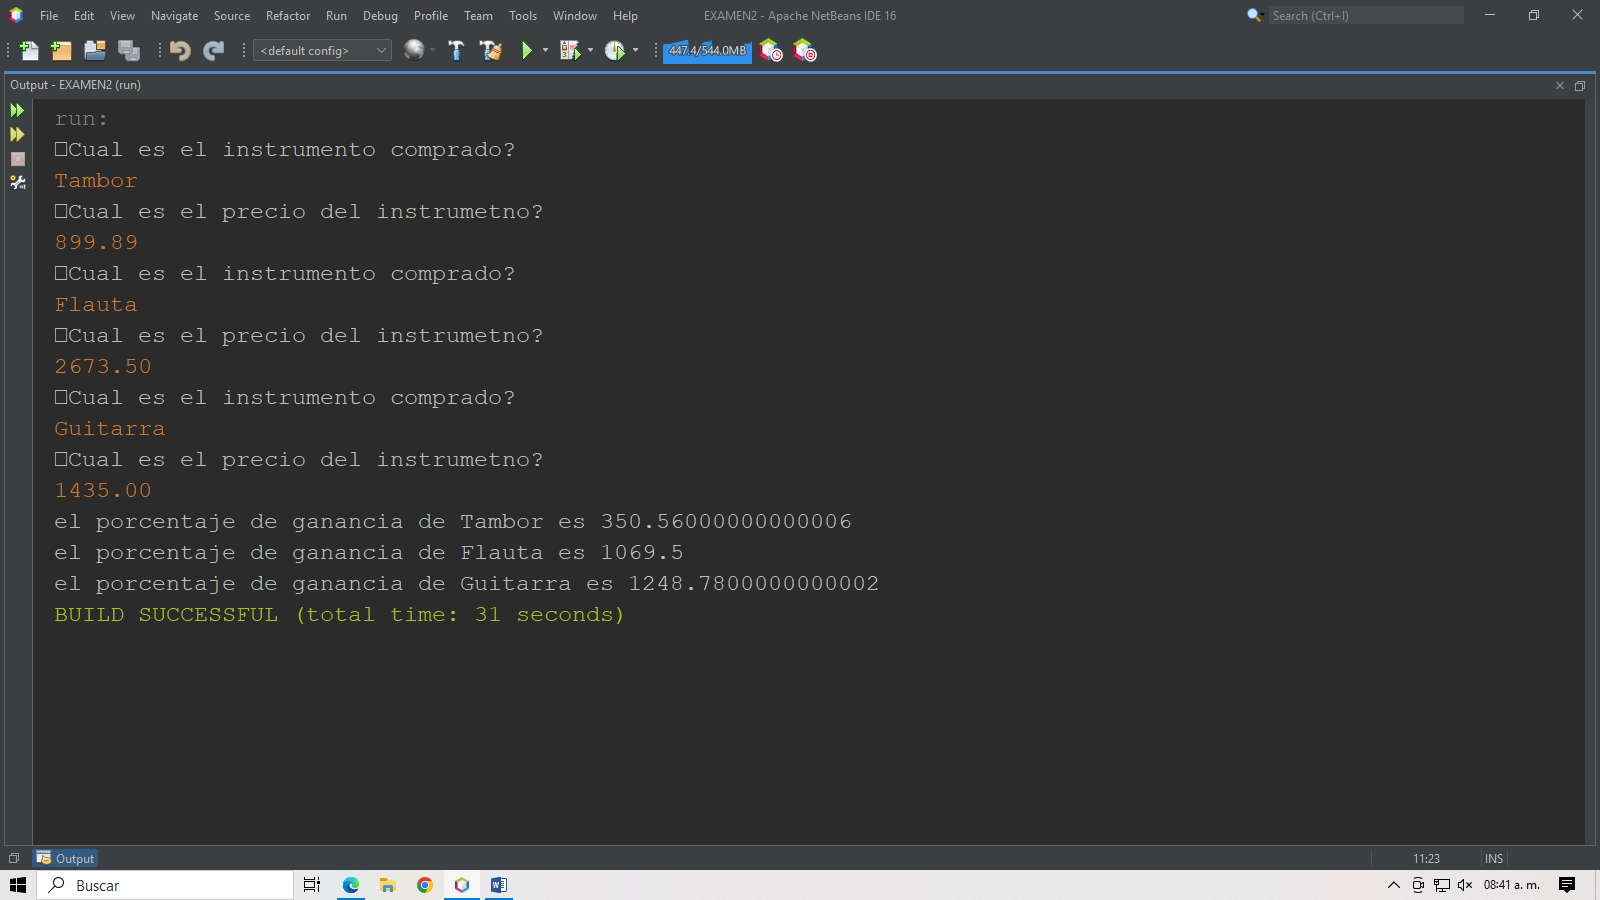 File Edit View Navigate Source Refactor Run Debug Profile Team Tools Window Help EXAMEN2 - Apache NetBeans IDE 16 Search (Ctrl+I)
<default config> 447.4/544.0MB
Output - EXAMEN2 (run)
run:
□Cual es el instrumento comprado?
Tambor
□Cual es el precio del instrumetno?
899.89
□Cual es el instrumento comprado?
Flauta
□Cual es el precio del instrumetno?
2673.50
□Cual es el instrumento comprado?
Guitarra
□Cual es el precio del instrumetno?
1435.00
el porcentaje de ganancia de Tambor es 350.56000000000006
el porcentaje de ganancia de Flauta es 1069.5
el porcentaje de ganancia de Guitarra es 1248.7800000000002
BUILD SUCCESSFUL (total time: 31 seconds)
Output 11:23 INS
Buscar 08:41 a. m.